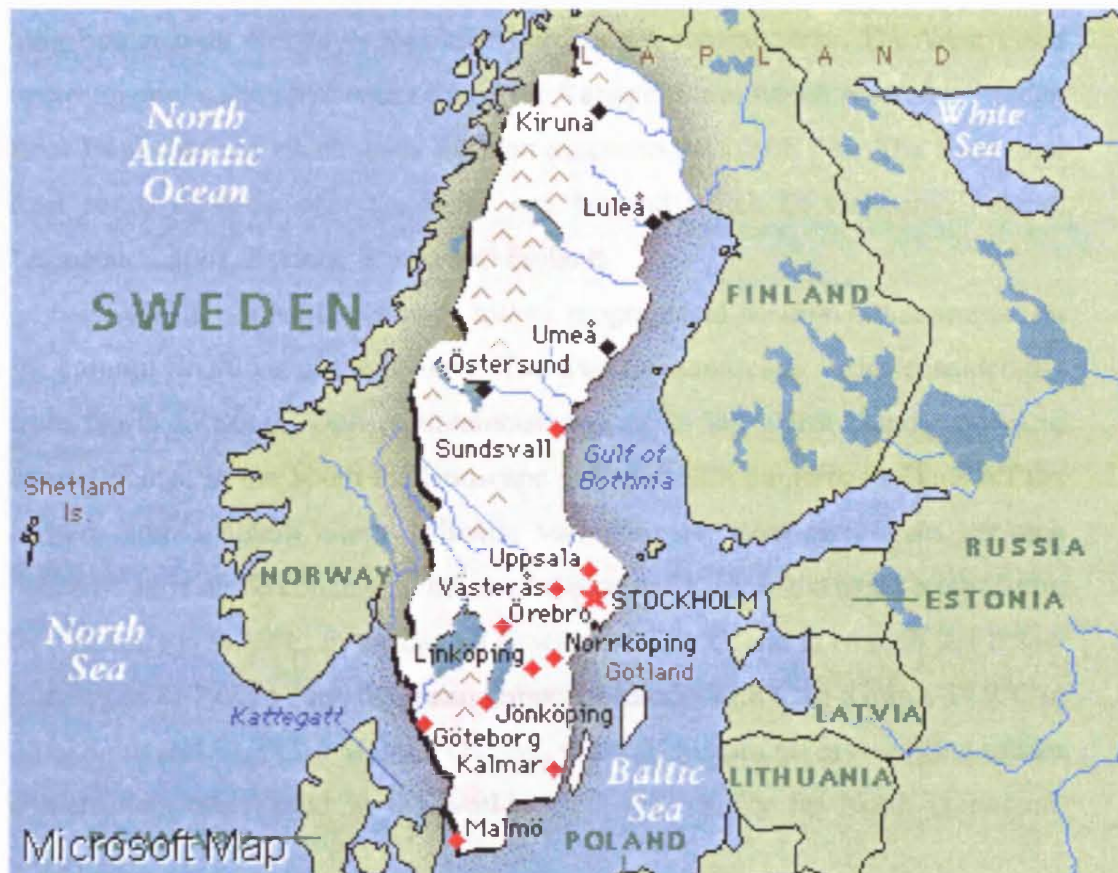 L A P L A N D
Kiruna
North
Atlantic
Ocean
White
Sea
Luleå
SWEDEN
FINLAND
Umeå
Östersund
Sundsvall
Gulf of
Bothnia
Shetland
Is.
Uppsala
RUSSIA
NORWAY
Västerås
STOCKHOLM
ESTONIA
Örebro
North
Sea
Linköping
Norrköping
Gotland
Kattegatt
Jönköping
LATVIA
Göteborg
Kalmar
Baltic
Sea
LITHUANIA
Malmö
POLAND
Microsoft Map